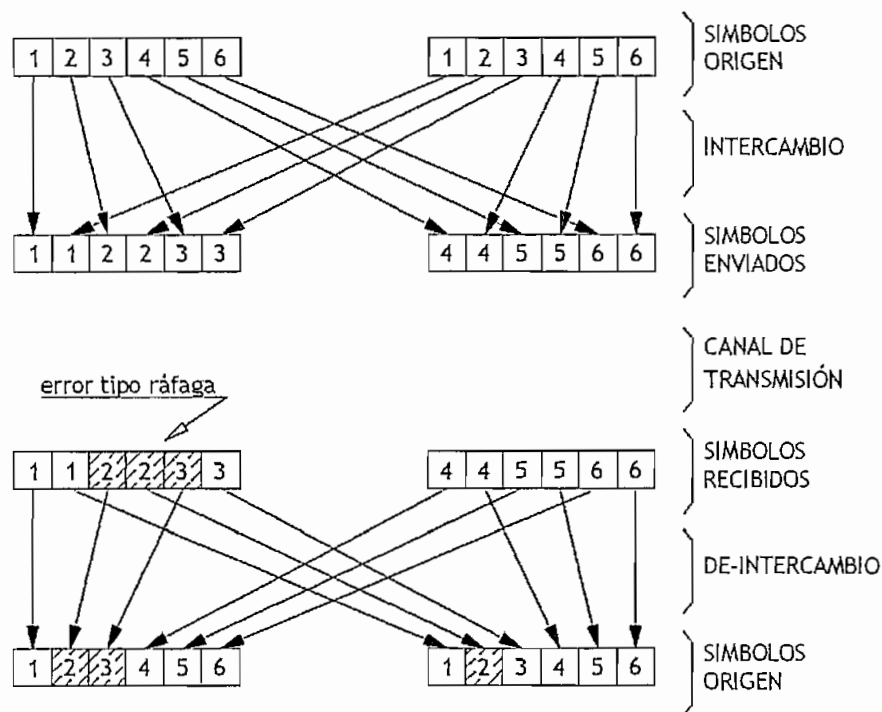 1 2 3 4 5 6 1 2 3 4 5 6
SIMBOLOS
ORIGEN
INTERCAMBIO
1 1 2 2 3 3 4 4 5 5 6 6
SIMBOLOS
ENVIADOS
CANAL DE
TRANSMISIÓN
error tipo ráfaga
1 1 2 2 3 3 4 4 5 5 6 6
SIMBOLOS
RECIBIDOS
DE-INTERCAMBIO
1 2 3 4 5 6 1 2 3 4 5 6
SIMBOLOS
ORIGEN